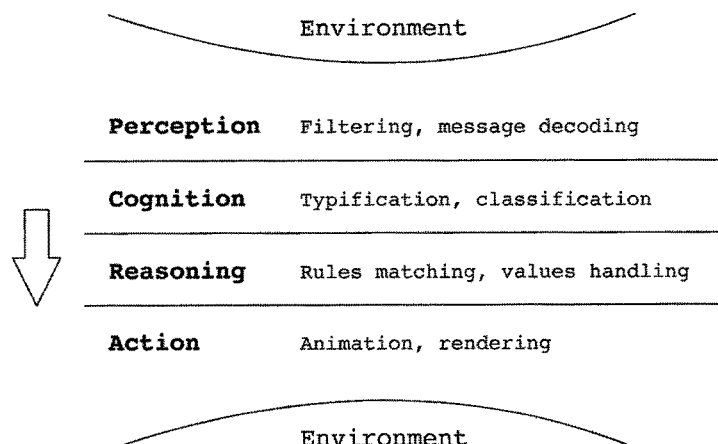 Environment
Perception Filtering, message decoding
Cognition Typification, classification
Reasoning Rules matching, values handling
Action Animation, rendering
Environment